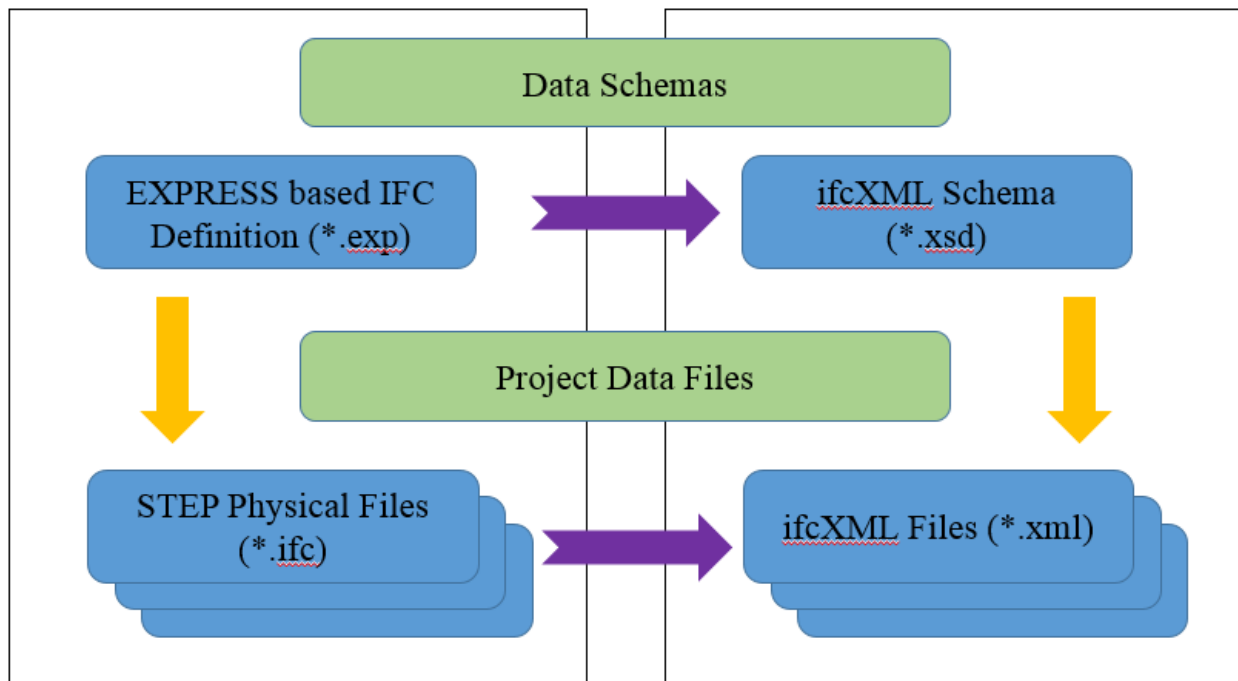 Data Schemas
EXPRESS based IFC
Definition (*.exp)
ifcXML Schema
(*.xsd)
Project Data Files
STEP Physical Files
(*.ifc)
ifcXML Files (*.xml)